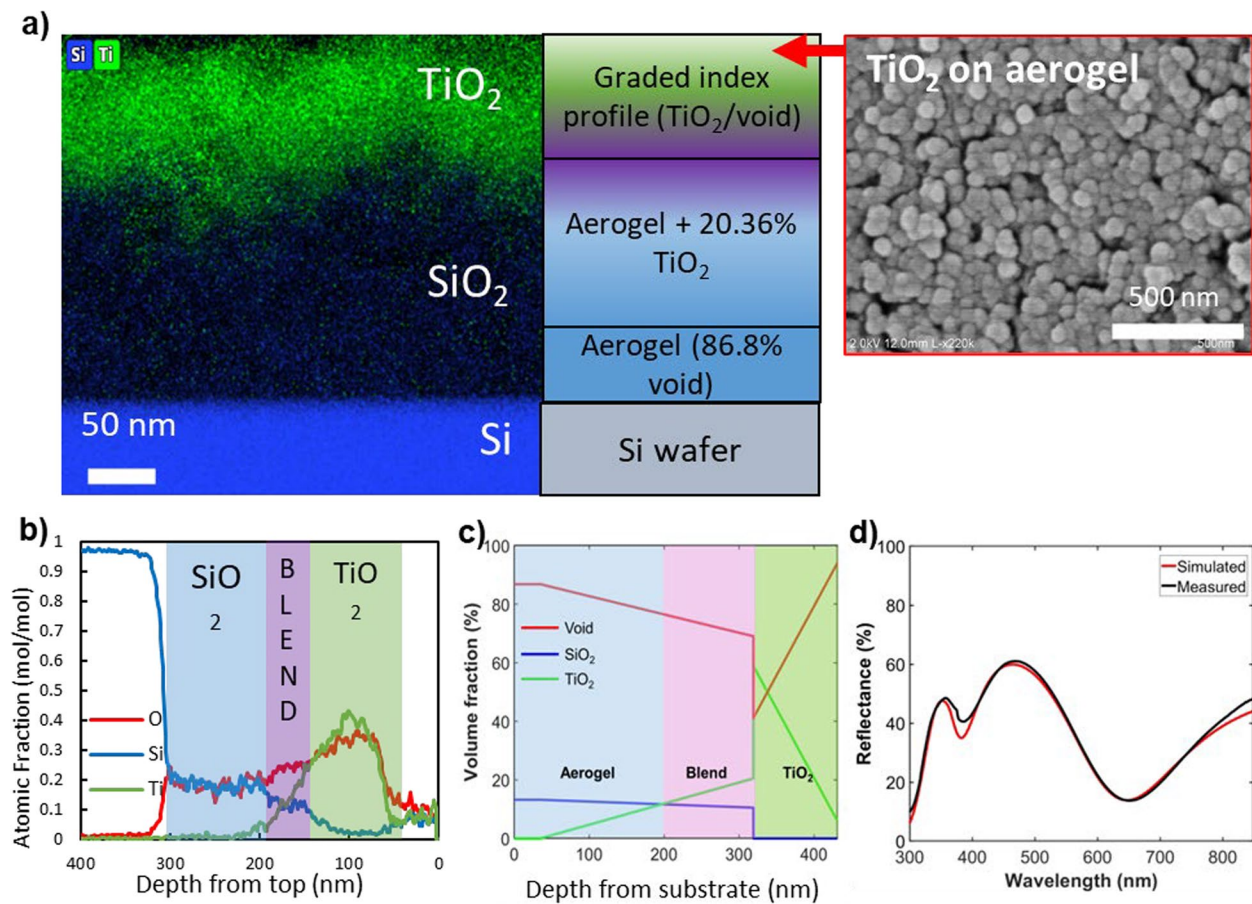 a)
Si Ti
TiO₂
SiO₂
50 nm
Si
Graded index
profile (TiO₂/void)
Aerogel + 20.36%
TiO₂
Aerogel (86.8%
void)
Si wafer
TiO₂ on aerogel
500 nm
2.0kV 12.0mm L-x220k
500nm
b)
1
0.9
0.8
0.7
0.6
0.5
0.4
0.3
0.2
0.1
0
Atomic Fraction (mol/mol)
SiO
2
B
L
E
N
D
TiO
2
O
Si
Ti
400 300 200 100 0
Depth from top (nm)
c)
100
80
60
40
20
0
Volume fraction (%)
Void
SiO₂
TiO₂
Aerogel Blend TiO₂
0 100 200 300 400
Depth from substrate (nm)
d)
100
80
60
40
20
0
Reflectance (%)
Simulated
Measured
300 400 500 600 700 800
Wavelength (nm)